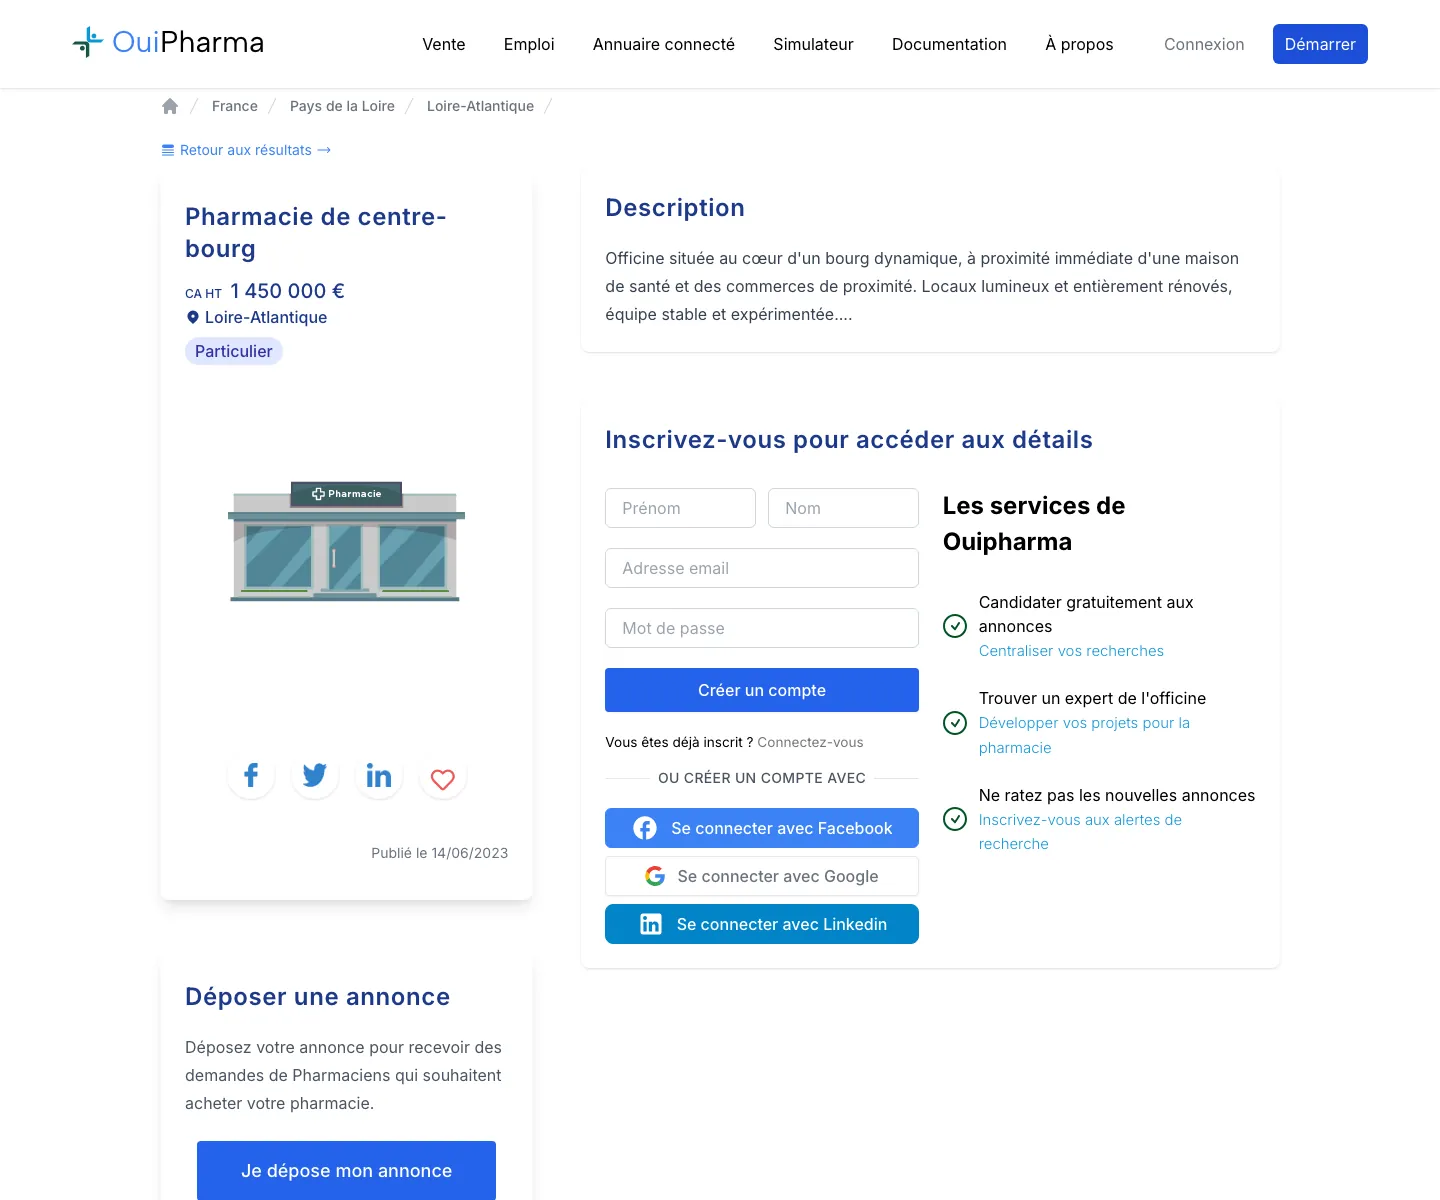 OuiPharma
Vente
Emploi
Annuaire connecté
Simulateur
Documentation
À propos
Connexion
Démarrer
France
Pays de la Loire
Loire-Atlantique
Retour aux résultats →
Pharmacie de centre-
bourg
CA HT 1 450 000 €
Loire-Atlantique
Particulier
Pharmacie
Publié le 14/06/2023
Déposer une annonce
Déposez votre annonce pour recevoir des
demandes de Pharmaciens qui souhaitent
acheter votre pharmacie.
Je dépose mon annonce
Description
Officine située au cœur d'un bourg dynamique, à proximité immédiate d'une maison
de santé et des commerces de proximité. Locaux lumineux et entièrement rénovés,
équipe stable et expérimentée....
Inscrivez-vous pour accéder aux détails
Prénom
Nom
Adresse email
Mot de passe
Créer un compte
Vous êtes déjà inscrit ? Connectez-vous
OU CRÉER UN COMPTE AVEC
Se connecter avec Facebook
Se connecter avec Google
Se connecter avec Linkedin
Les services de
Ouipharma
Candidater gratuitement aux
annonces
Centraliser vos recherches
Trouver un expert de l'officine
Développer vos projets pour la
pharmacie
Ne ratez pas les nouvelles annonces
Inscrivez-vous aux alertes de
recherche